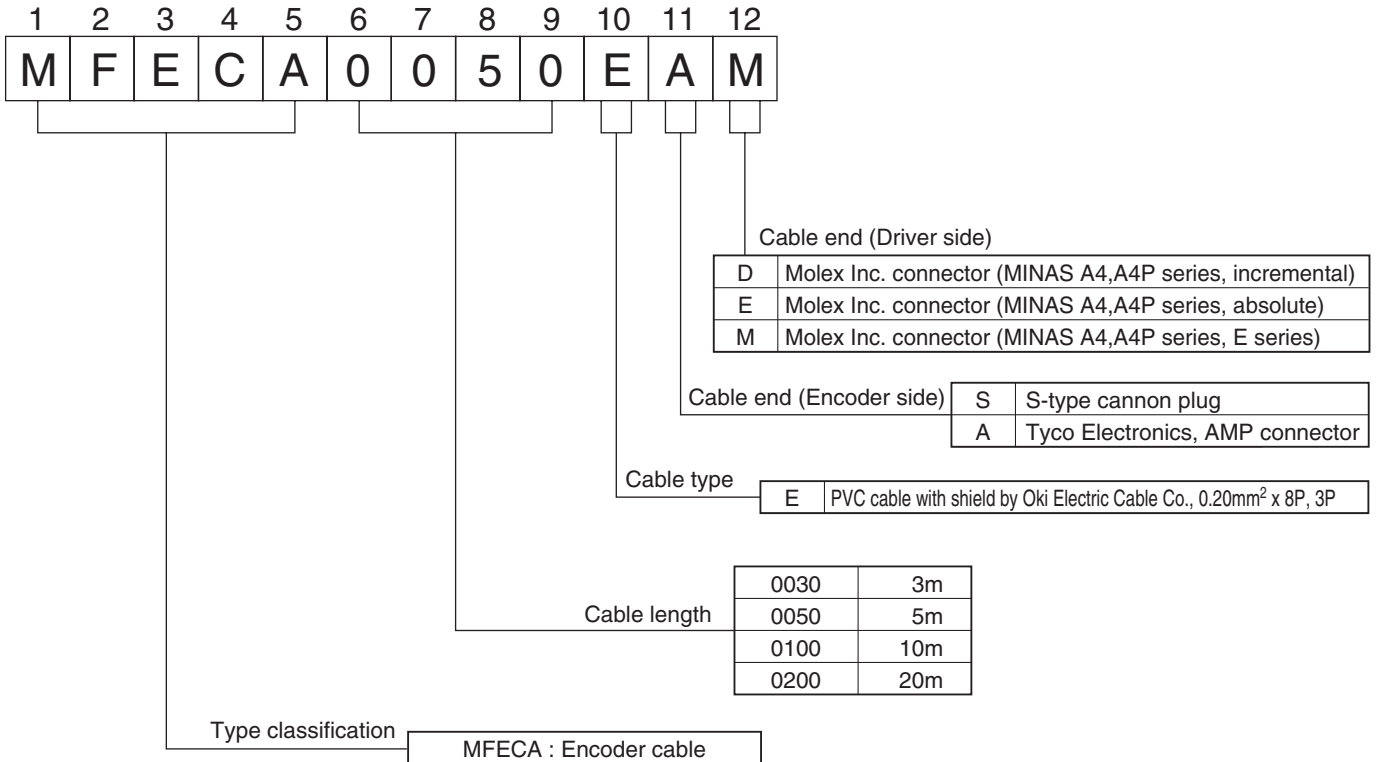 1 2 3 4 5 6 7 8 9 10 11 12
M F E C A 0 0 5 0 E A M
Cable end (Driver side)
D Molex Inc. connector (MINAS A4,A4P series, incremental)
E Molex Inc. connector (MINAS A4,A4P series, absolute)
M Molex Inc. connector (MINAS A4,A4P series, E series)
Cable end (Encoder side)
S S-type cannon plug
A Tyco Electronics, AMP connector
Cable type
E PVC cable with shield by Oki Electric Cable Co., 0.20mm² x 8P, 3P
Cable length
0030 3m
0050 5m
0100 10m
0200 20m
Type classification
MFECA : Encoder cable